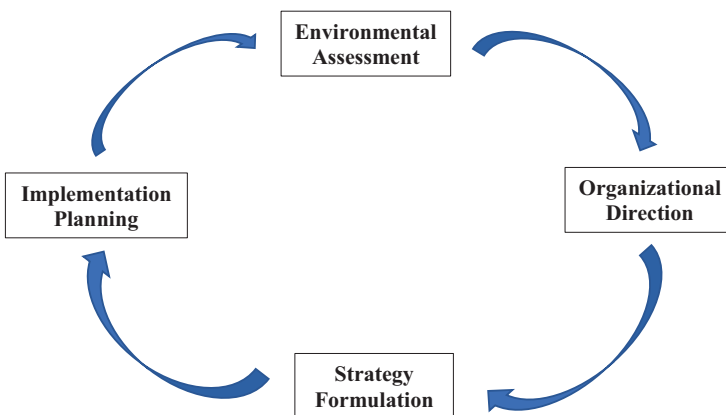 Environmental
Assessment
Organizational
Direction
Strategy
Formulation
Implementation
Planning